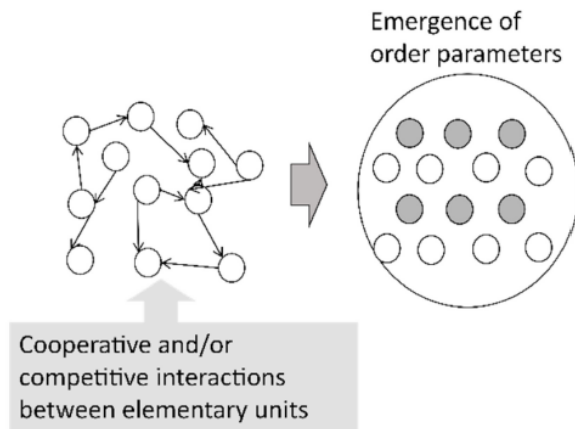 Emergence of
order parameters
Cooperative and/or
competitive interactions
between elementary units